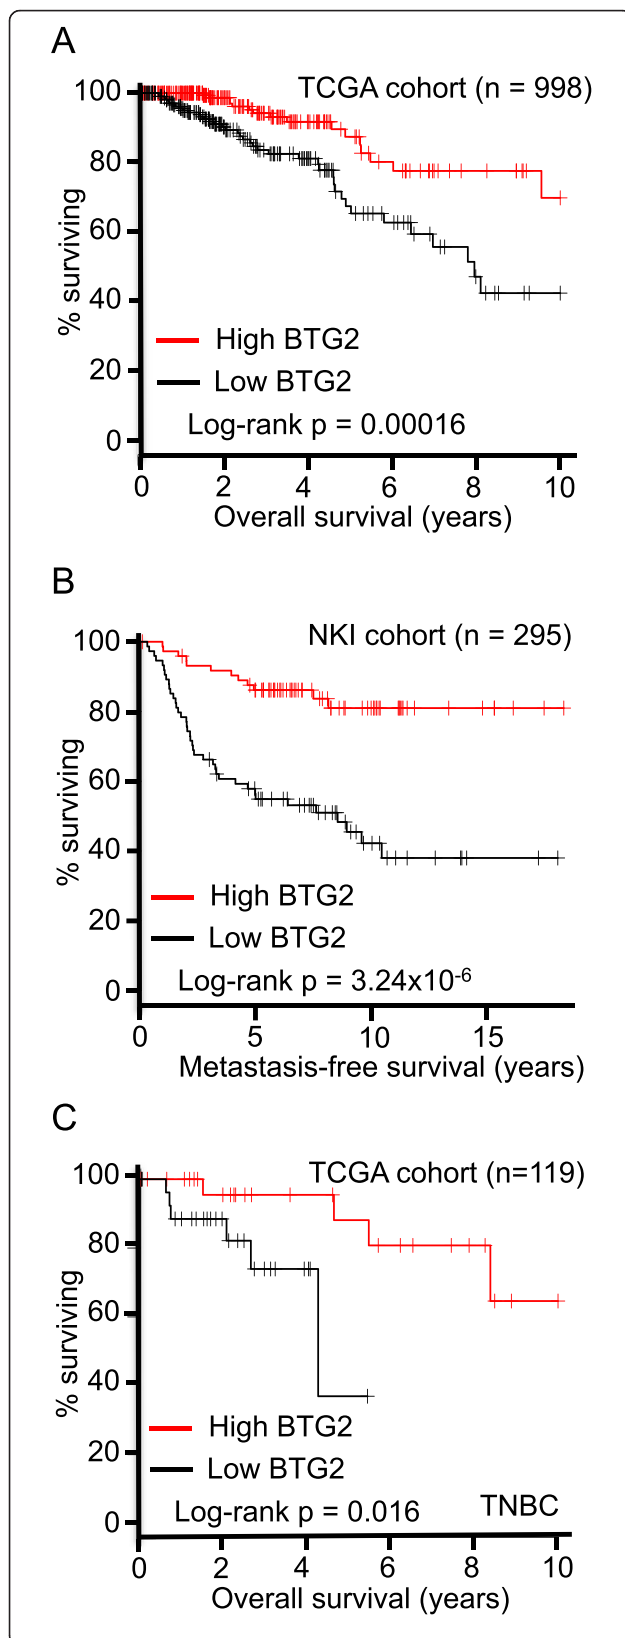 A
TCGA cohort (n = 998)
100
80
60
40
20
0
% surviving
High BTG2
Low BTG2
Log-rank p = 0.00016
0 2 4 6 8 10
Overall survival (years)
B
NKI cohort (n = 295)
100
80
60
40
20
0
% surviving
High BTG2
Low BTG2
Log-rank p = 3.24x10⁻⁶
0 5 10 15
Metastasis-free survival (years)
C
TCGA cohort (n=119)
100
80
60
40
20
0
% surviving
High BTG2
Low BTG2
Log-rank p = 0.016
TNBC
0 2 4 6 8 10
Overall survival (years)